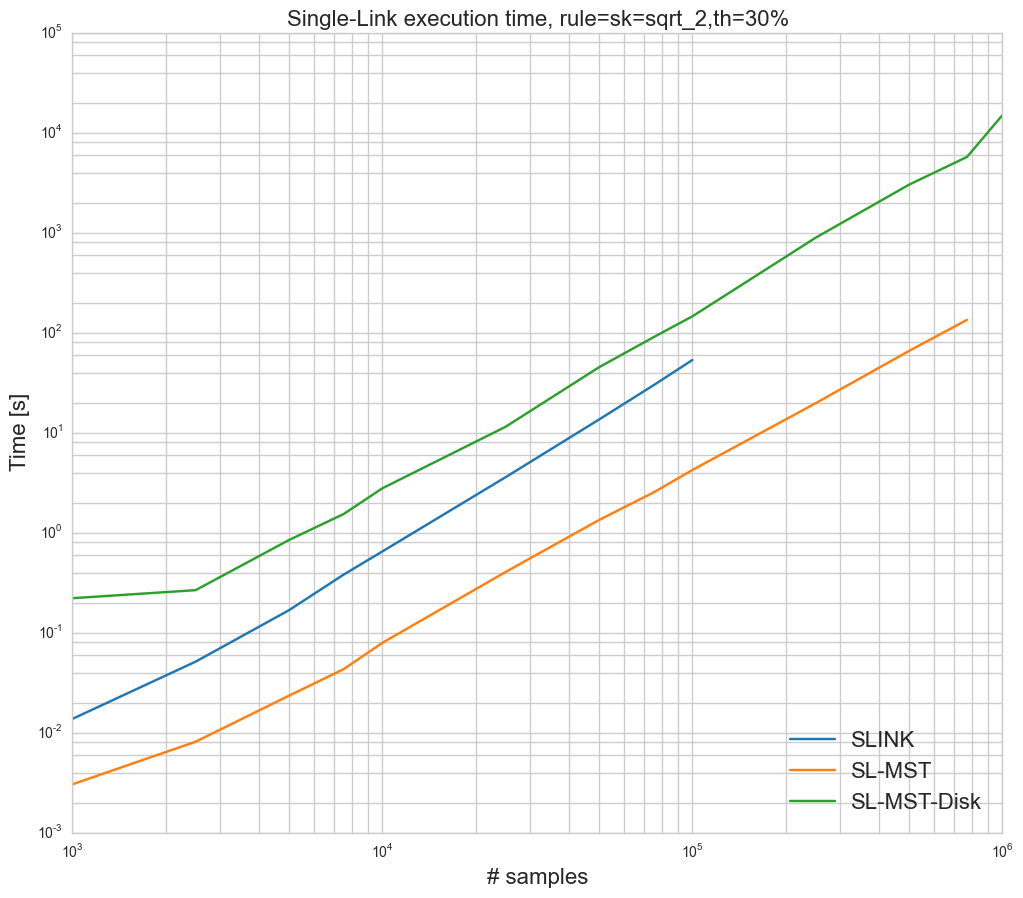 Single-Link execution time, rule=sk=sqrt_2,th=30%
10^5
10^4
10^3
10^2
10^1
10^0
10^-1
10^-2
10^-3
Time [s]
SLINK
SL-MST
SL-MST-Disk
10^3 10^4 10^5 10^6
# samples